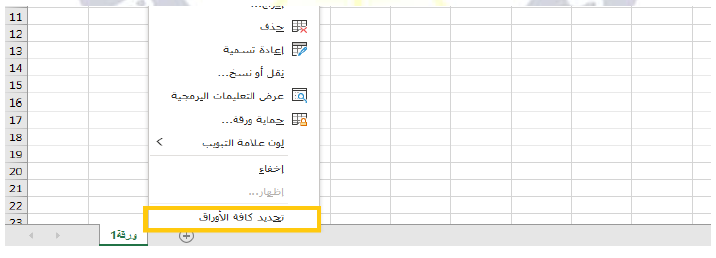 إدراج...
حذف
إعادة تسمية
نقل أو نسخ...
عرض التعليمات البرمجية
حماية ورقة...
لون علامة التبويب
إخفاء
إظهار...
تحديد كافة الأوراق
11
12
13
14
15
16
17
18
19
20
21
22
23
ورقة1